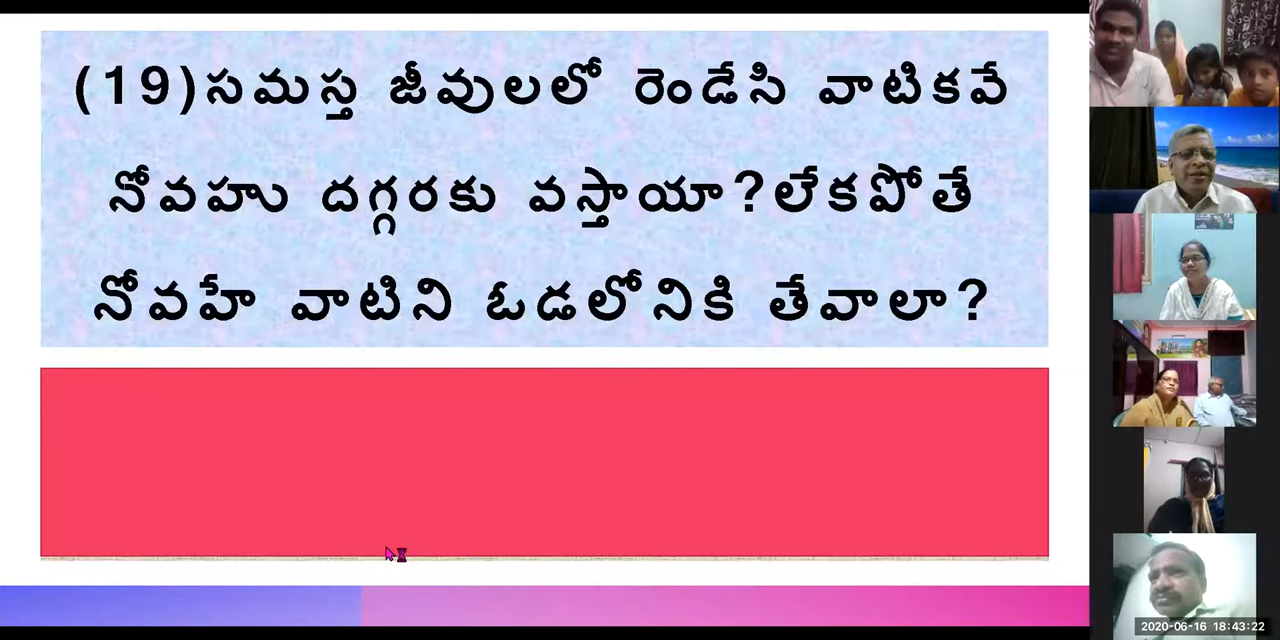 (19)సమస్త జీవులలో రెండేసి వాటికవే
నోవహు దగ్గరకు వస్తాయా?లేకపోతే
నోవహే వాటిని ఓడలోనికి తేవాలా?
2020-06-16 18:43:22